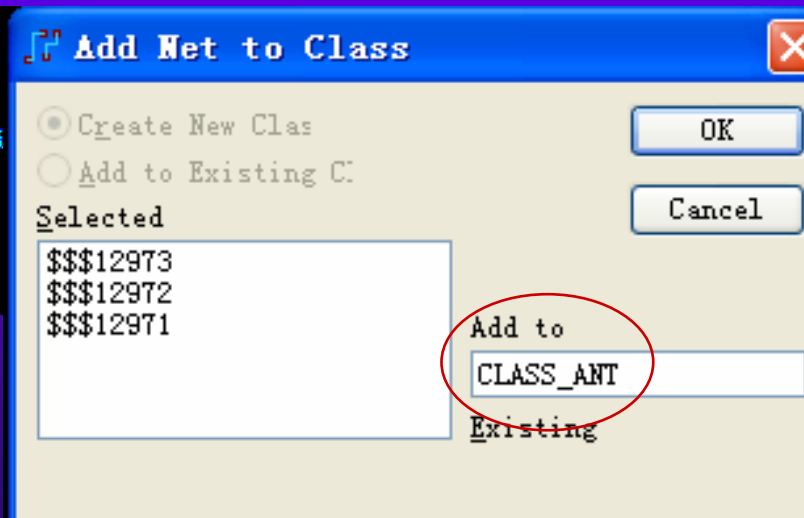 Add Net to Class
Create New Clas
Add to Existing C
OK
Cancel
Selected
$$$12973
$$$12972
$$$12971
Add to
CLASS_ANT
Existing